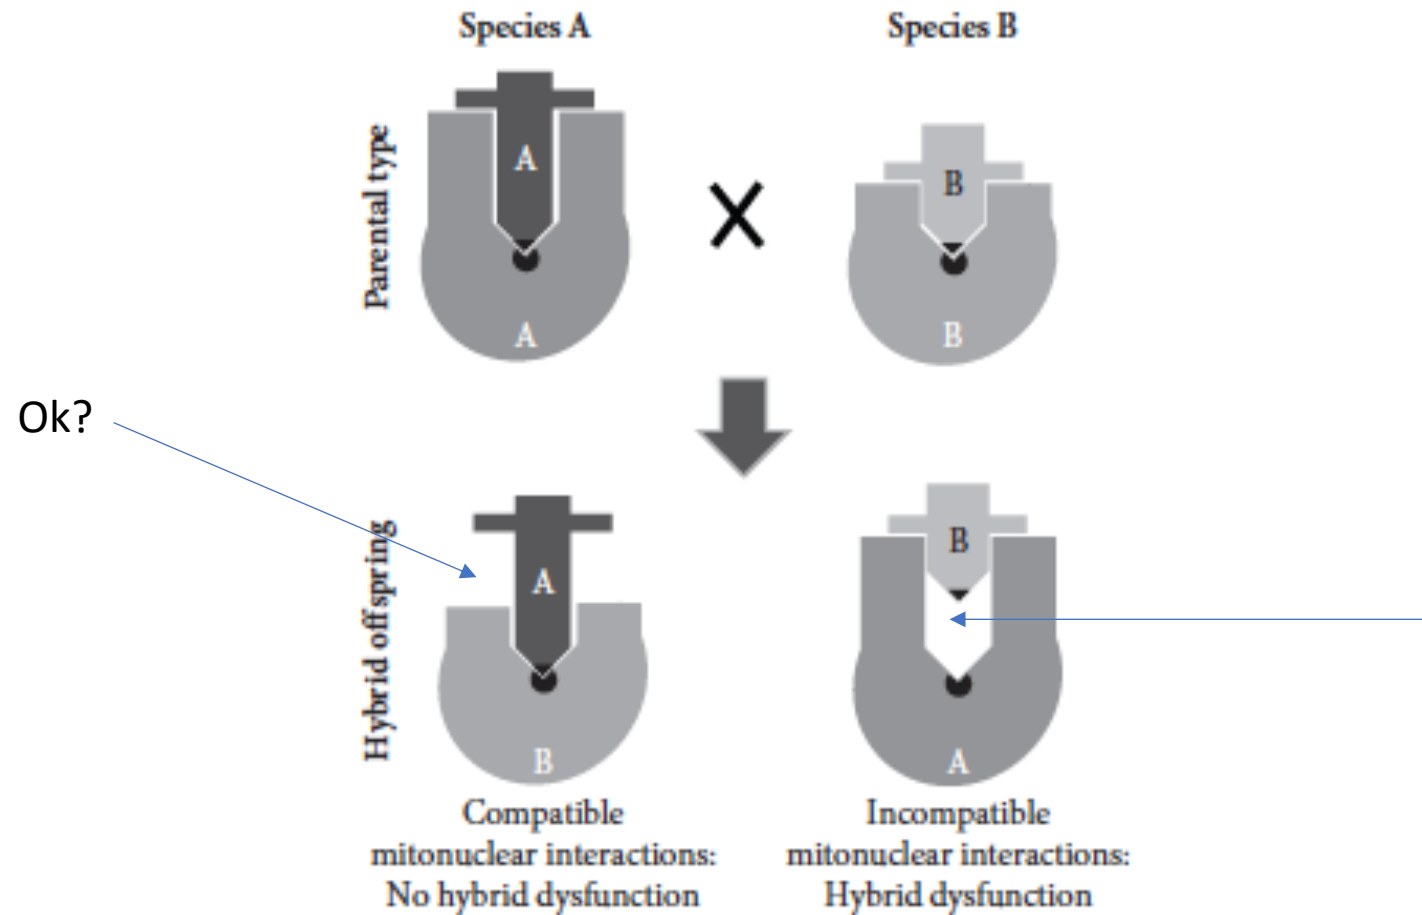 Species A
Species B
Parental type
A
A
B
B
Ok?
Hybrid offspring
A
B
B
A
Compatible
mitonuclear interactions:
No hybrid dysfunction
Incompatible
mitonuclear interactions:
Hybrid dysfunction